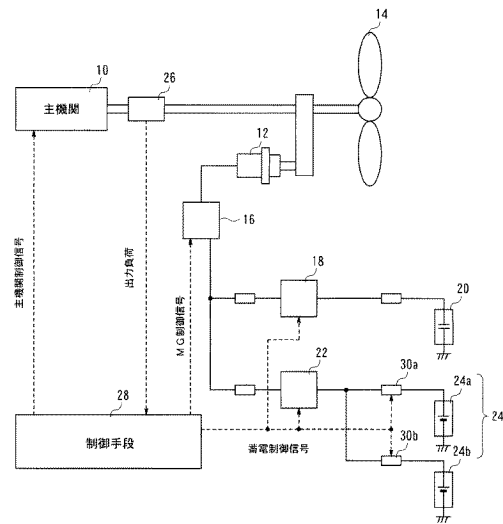 14
10
26
主機関
12
16
主機関制御信号
出力負荷
MG制御信号
18
20
22
30a
24a
24
28
制御手段
蓄電制御信号
30b
24b